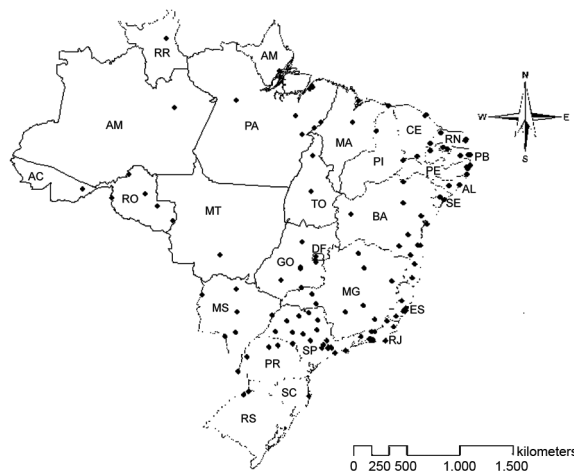 RR
AM
N
AM
PA
W
E
CE
MA
RN
S
PI
PB
PE
AC
AL
RO
TO
SE
MT
BA
DF
GO
MG
MS
ES
SP
RJ
PR
SC
RS
kilometers
0 250 500 1.000 1.500